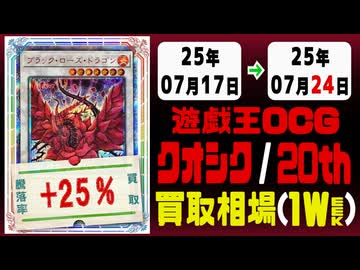 ブラック・ローズ・ドラゴン
騰落率
+25%
買取
25年
07月17日
25年
07月24日
遊戯王OCG
クオシク/20th
買取相場(1WEEK)